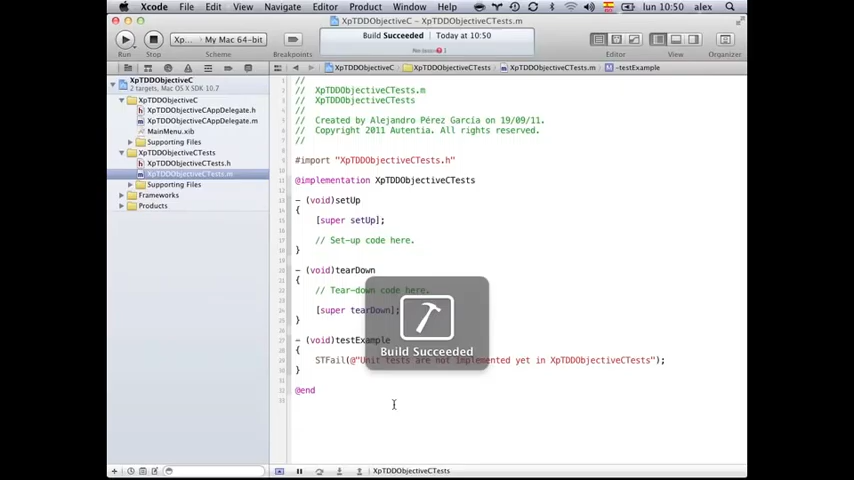 Xcode File Edit View Navigate Editor Product Window Help lun 10:50 alex
XpTDDObjectiveC – XpTDDObjectiveCTests.m
Run Stop Xp... My Mac 64-bit Scheme Breakpoints
Build Succeeded Today at 10:50
Editor View Organizer
XpTDDObjectiveC XpTDDObjectiveCTests XpTDDObjectiveCTests.m -testExample
XpTDDObjectiveC
2 targets, Mac OS X SDK 10.7
XpTDDObjectiveC
XpTDDObjectiveCAppDelegate.h
XpTDDObjectiveCAppDelegate.m
MainMenu.xib
Supporting Files
XpTDDObjectiveCTests
XpTDDObjectiveCTests.h
XpTDDObjectiveCTests.m
Supporting Files
Frameworks
Products
//
// XpTDDObjectiveCTests.m
// XpTDDObjectiveCTests
//
// Created by Alejandro Pérez García on 19/09/11.
// Copyright 2011 Autentia. All rights reserved.
//
#import "XpTDDObjectiveCTests.h"
@implementation XpTDDObjectiveCTests
- (void)setUp
{
[super setUp];
// Set-up code here.
}
- (void)tearDown
{
// Tear-down code here.
[super tearDown];
}
- (void)testExample
{
STFail(@"Unit tests are not implemented yet in XpTDDObjectiveCTests");
}
@end
Build Succeeded
XpTDDObjectiveCTests